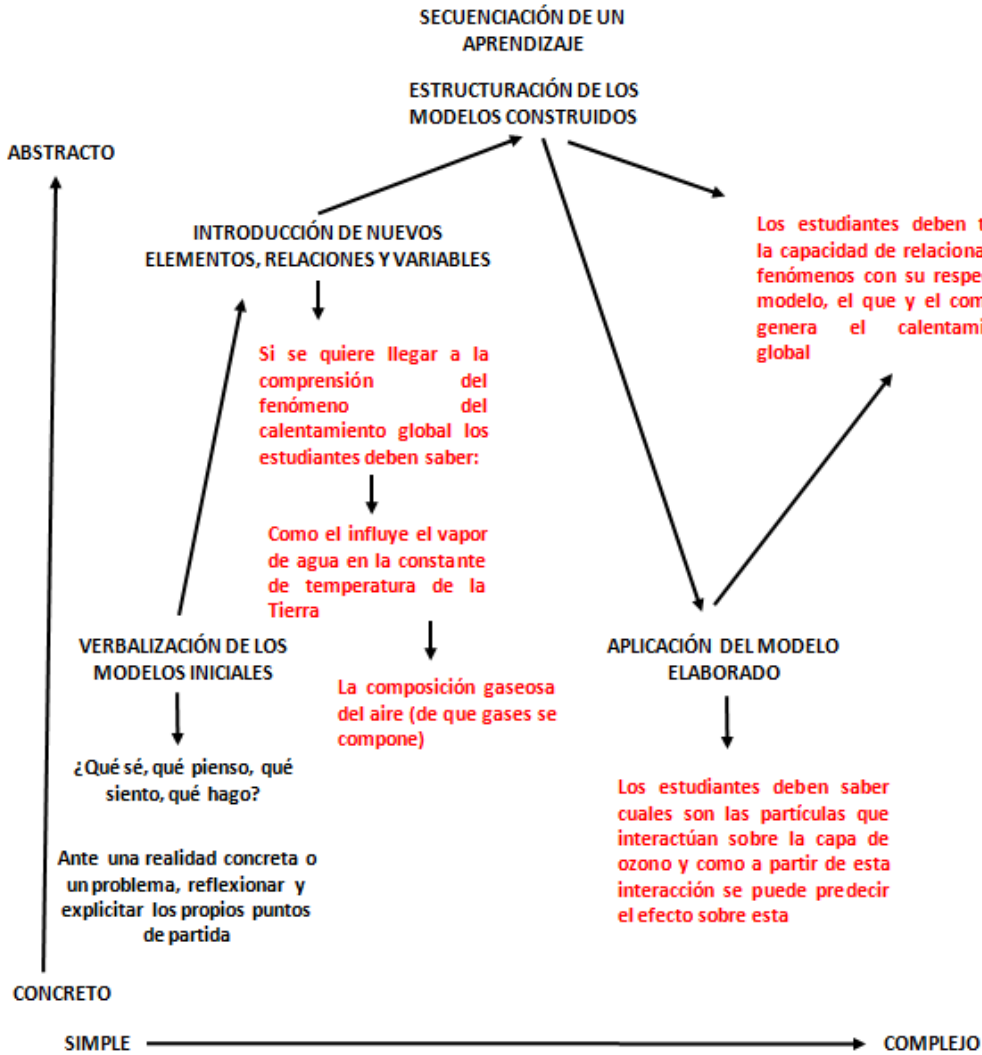 SECUENCIACIÓN DE UN
APRENDIZAJE
ESTRUCTURACIÓN DE LOS
MODELOS CONSTRUIDOS
ABSTRACTO
INTRODUCCIÓN DE NUEVOS
ELEMENTOS, RELACIONES Y VARIABLES
Los estudiantes deben
la capacidad de
fenómenos con su
modelo, el que y el
genera el
global
Si se quiere llegar a la
comprensión del
fenómeno del
calentamiento global los
estudiantes deben saber:
Como el influye el vapor
de agua en la constante
de temperatura de la
Tierra
VERBALIZACIÓN DE LOS
MODELOS INICIALES
La composición gaseosa
del aire (de que gases se
compone)
APLICACIÓN DEL MODELO
ELABORADO
¿Qué sé, qué pienso, qué
siento, qué hago?
Ante una realidad concreta o
un problema, reflexionar y
explicitar los propios puntos
de partida
Los estudiantes deben saber
cuales son las partículas que
interactúan sobre la capa de
ozono y como a partir de esta
interacción se puede predecir
el efecto sobre esta
CONCRETO
SIMPLE
COMPLEJO